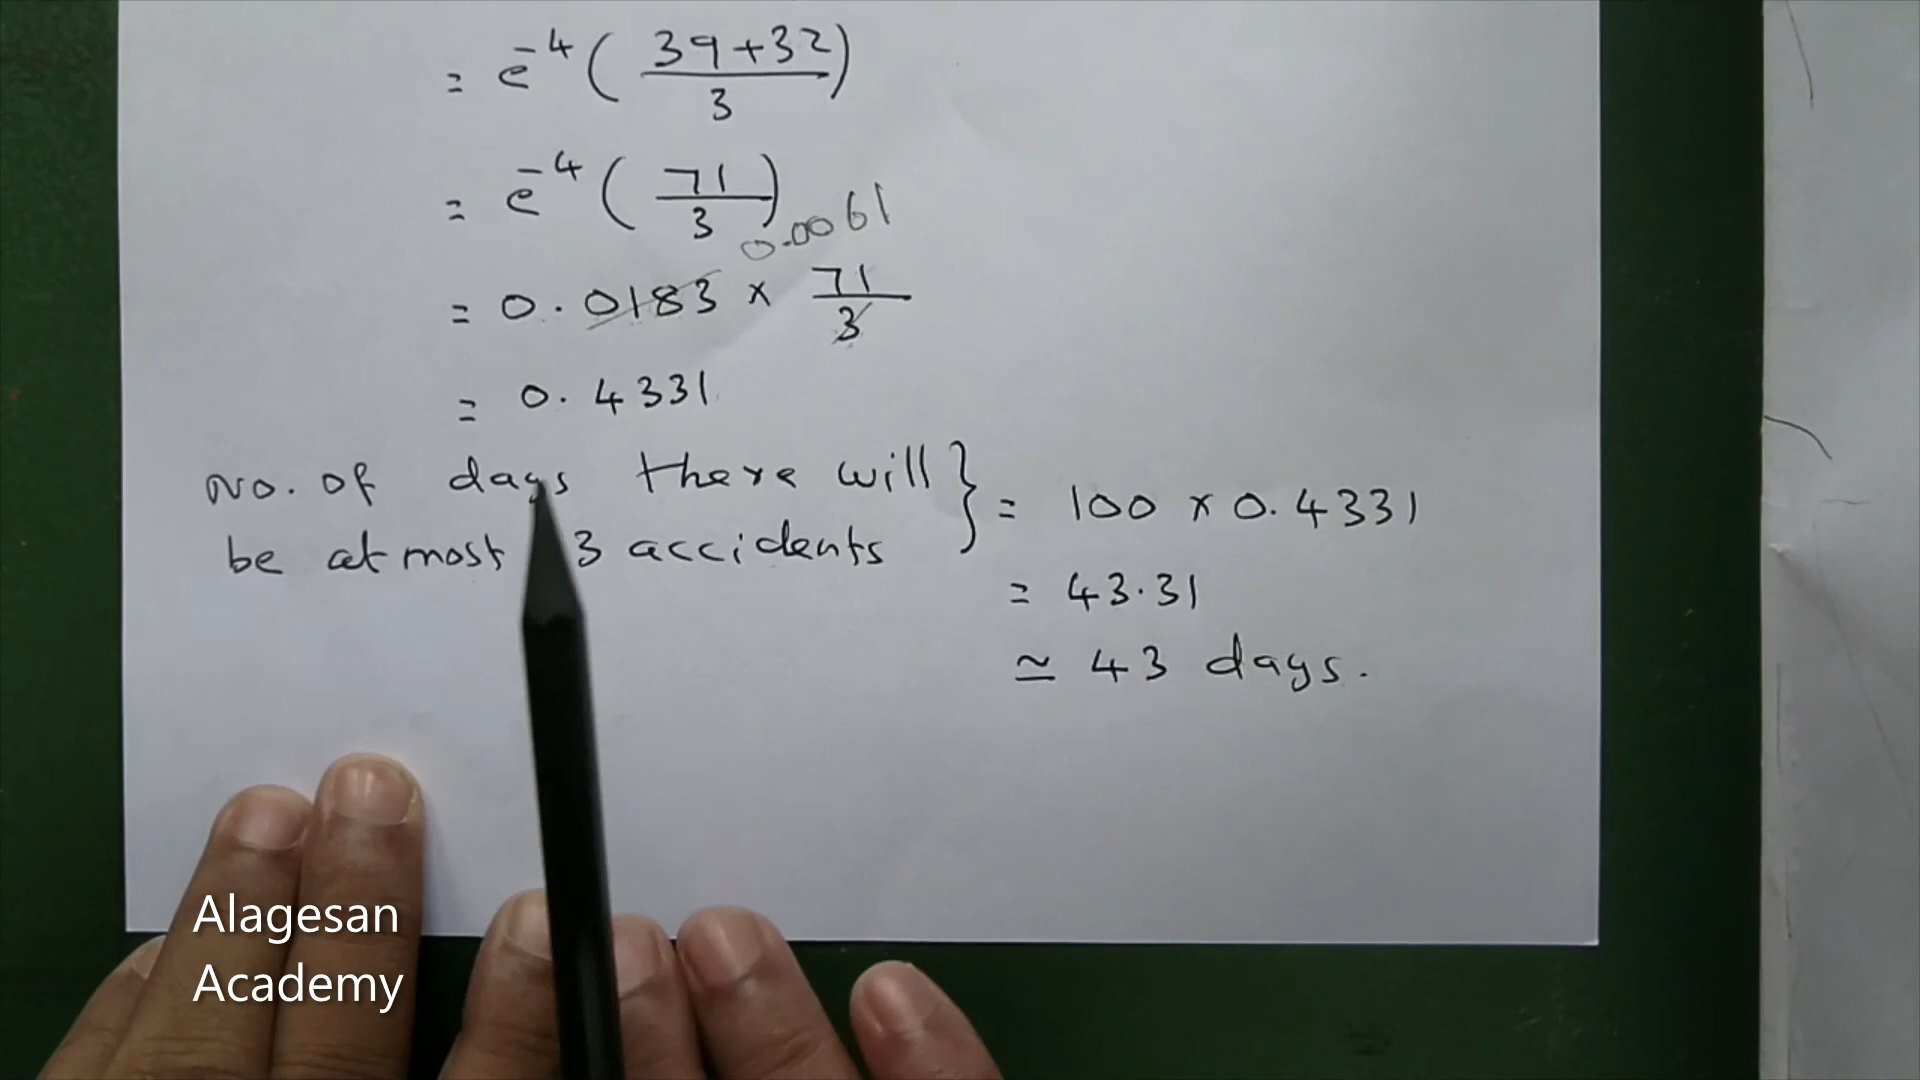 = e^-4 ( 39+32 / 3 )
= e^-4 ( 71 / 3 )
0.0061
= 0.0183 x 71 / 3
= 0.4331
No. of days there will be at most 3 accidents } = 100 x 0.4331
= 43.31
≃ 43 days.
Alagesan
Academy